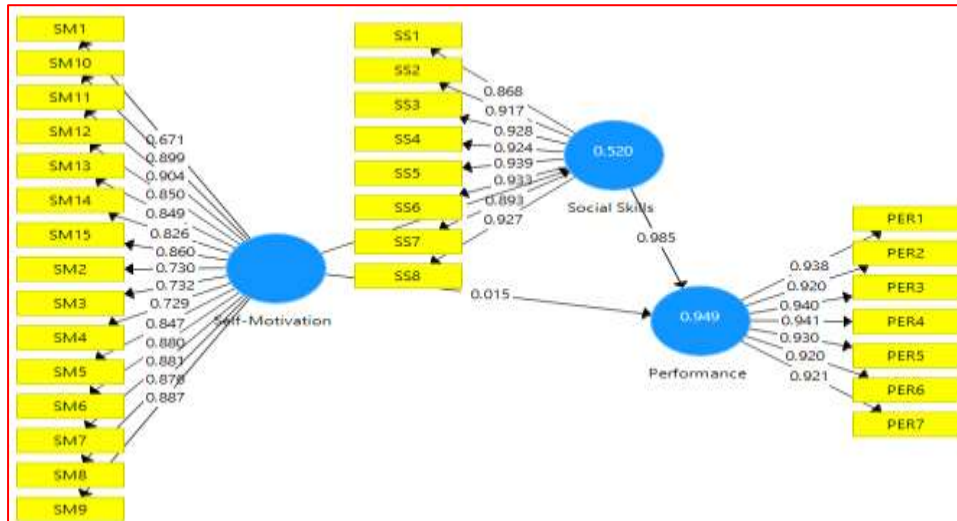 SM1
SM10
SM11
SM12
SM13
SM14
SM15
SM2
SM3
SM4
SM5
SM6
SM7
SM8
SM9
0.671
0.899
0.904
0.850
0.849
0.826
0.860
0.730
0.732
0.729
0.847
0.880
0.881
0.887
Self-Motivation
SS1
SS2
SS3
SS4
SS5
SS6
SS7
SS8
0.868
0.917
0.928
0.924
0.939
0.933
0.893
0.927
0.520
Social Skills
0.985
0.015
0.949
Performance
0.938
0.920
0.940
0.941
0.930
0.920
0.921
PER1
PER2
PER3
PER4
PER5
PER6
PER7